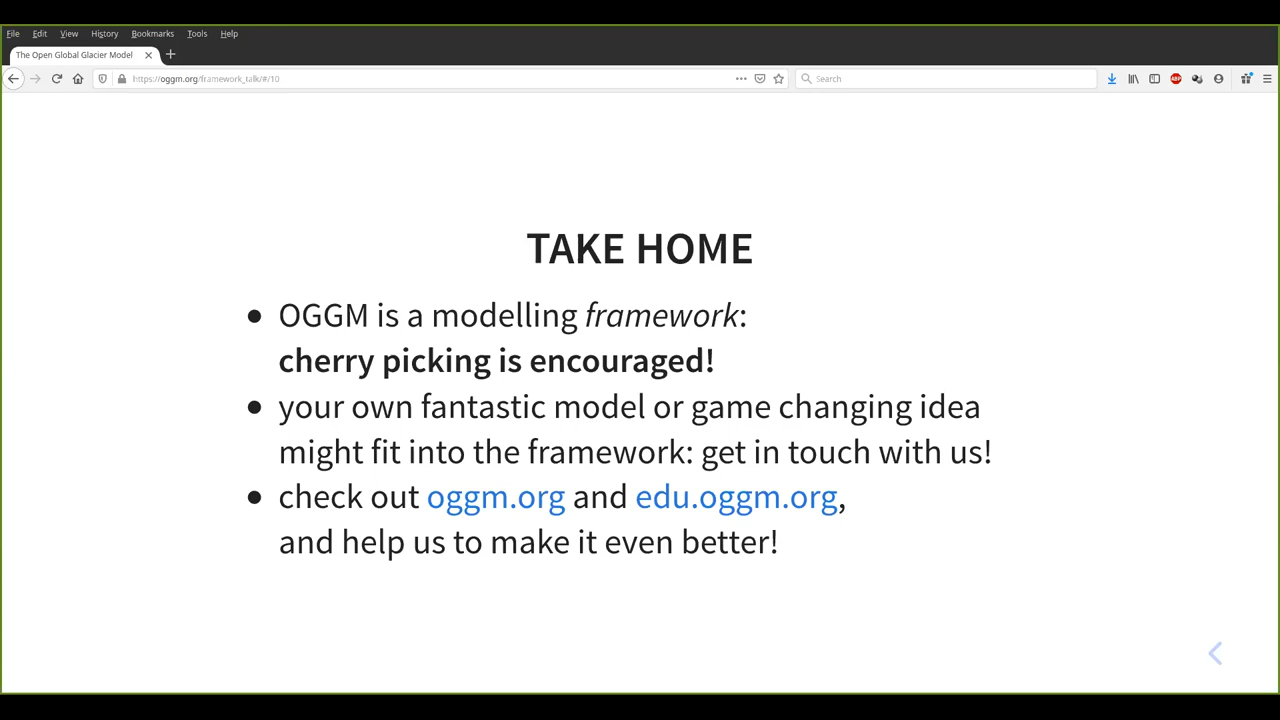 File Edit View History Bookmarks Tools Help
The Open Global Glacier Model
https://oggm.org/framework_talk/#/10
Search
ABP
TAKE HOME
• OGGM is a modelling framework:
cherry picking is encouraged!
• your own fantastic model or game changing idea
might fit into the framework: get in touch with us!
• check out oggm.org and edu.oggm.org,
and help us to make it even better!